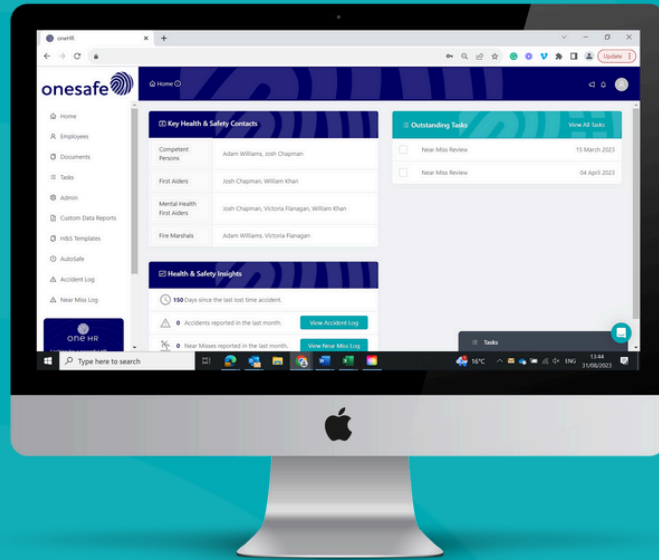 oneHR
Update
onesafe
Home
Home
Employees
Documents
Tasks
Admin
Custom Data Reports
H&S Templates
AutoSafe
Accident Log
Near Miss Log
one HR
Key Health & Safety Contacts
Competent Persons
Adam Williams, Josh Chapman
First Aiders
Josh Chapman, William Khan
Mental Health First Aiders
Josh Chapman, Victoria Flanagan, William Khan
Fire Marshals
Adam Williams, Victoria Flanagan
Health & Safety Insights
150 Days since the last lost time accident.
0 Accidents reported in the last month.
View Accident Log
0 Near Misses reported in the last month.
View Near Miss Log
Outstanding Tasks
View All Tasks
Near Miss Review
15 March 2023
Near Miss Review
04 April 2023
Tasks
Type here to search
16°C
ENG
13:44
31/08/2023